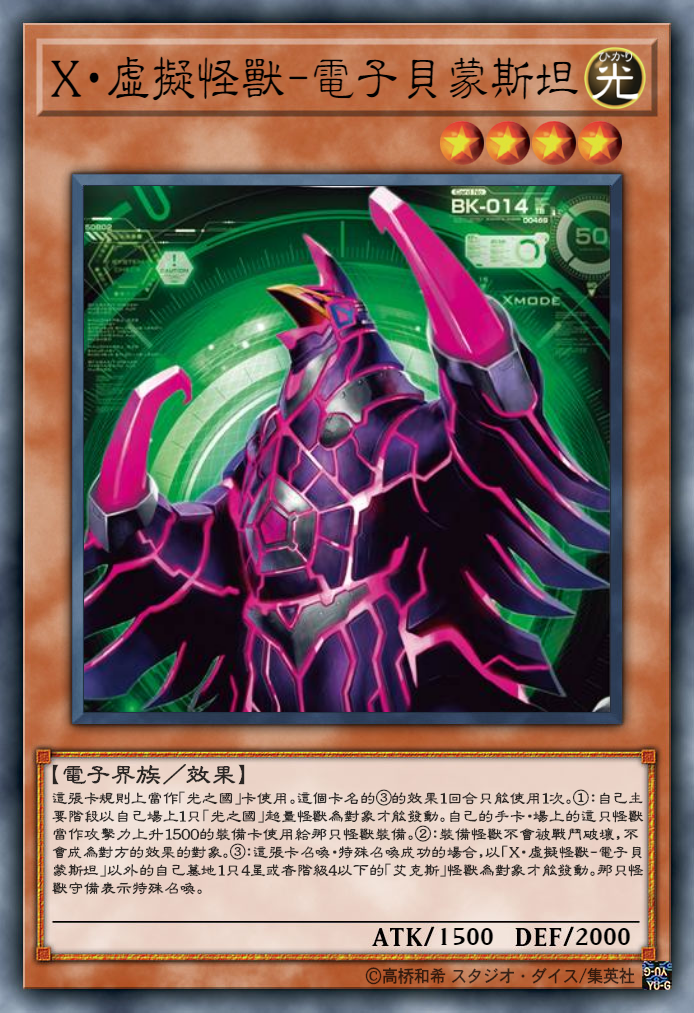 X・虛擬怪獸-電子貝蒙斯坦
ひかり
光
Card No
BK-014
00469
50802
SYSTEM
!
CAUTION
50
XMODE
【電子界族／效果】
這張卡規則上當作「光之國」卡使用。這個卡名的③的效果1回合只能使用1次。①：自己主
要階段以自己場上1只「光之國」超量怪獸為對象才能發動。自己的手卡・場上的這只怪獸
當作攻擊力上升1500的裝備卡使用給那只怪獸裝備。②：裝備怪獸不會被戰鬥破壞，不
會成為對方的效果的對象。③：這張卡召喚・特殊召喚成功的場合，以「X・虛擬怪獸-電子貝
蒙斯坦」以外的自己墓地1只4星或者階級4以下的「艾克斯」怪獸為對象才能發動。那只怪
獸守備表示特殊召喚。
ATK/1500 DEF/2000
©高桥和希 スタジオ・ダイス/集英社
YU-G